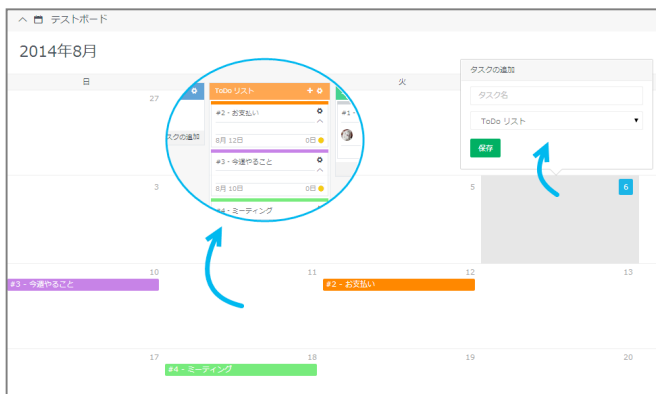 テストボード
2014年8月
日
火
27
ToDo リスト
#2 - お支払い
8月 12日
0日
#3 - 今週やること
8月 10日
0日
#4 - ミーティング
スクの追加
#1 -
タスクの追加
タスク名
ToDo リスト
保存
3
5
6
10
11
12
13
#3 - 今週やること
#2 - お支払い
17
18
19
20
#4 - ミーティング